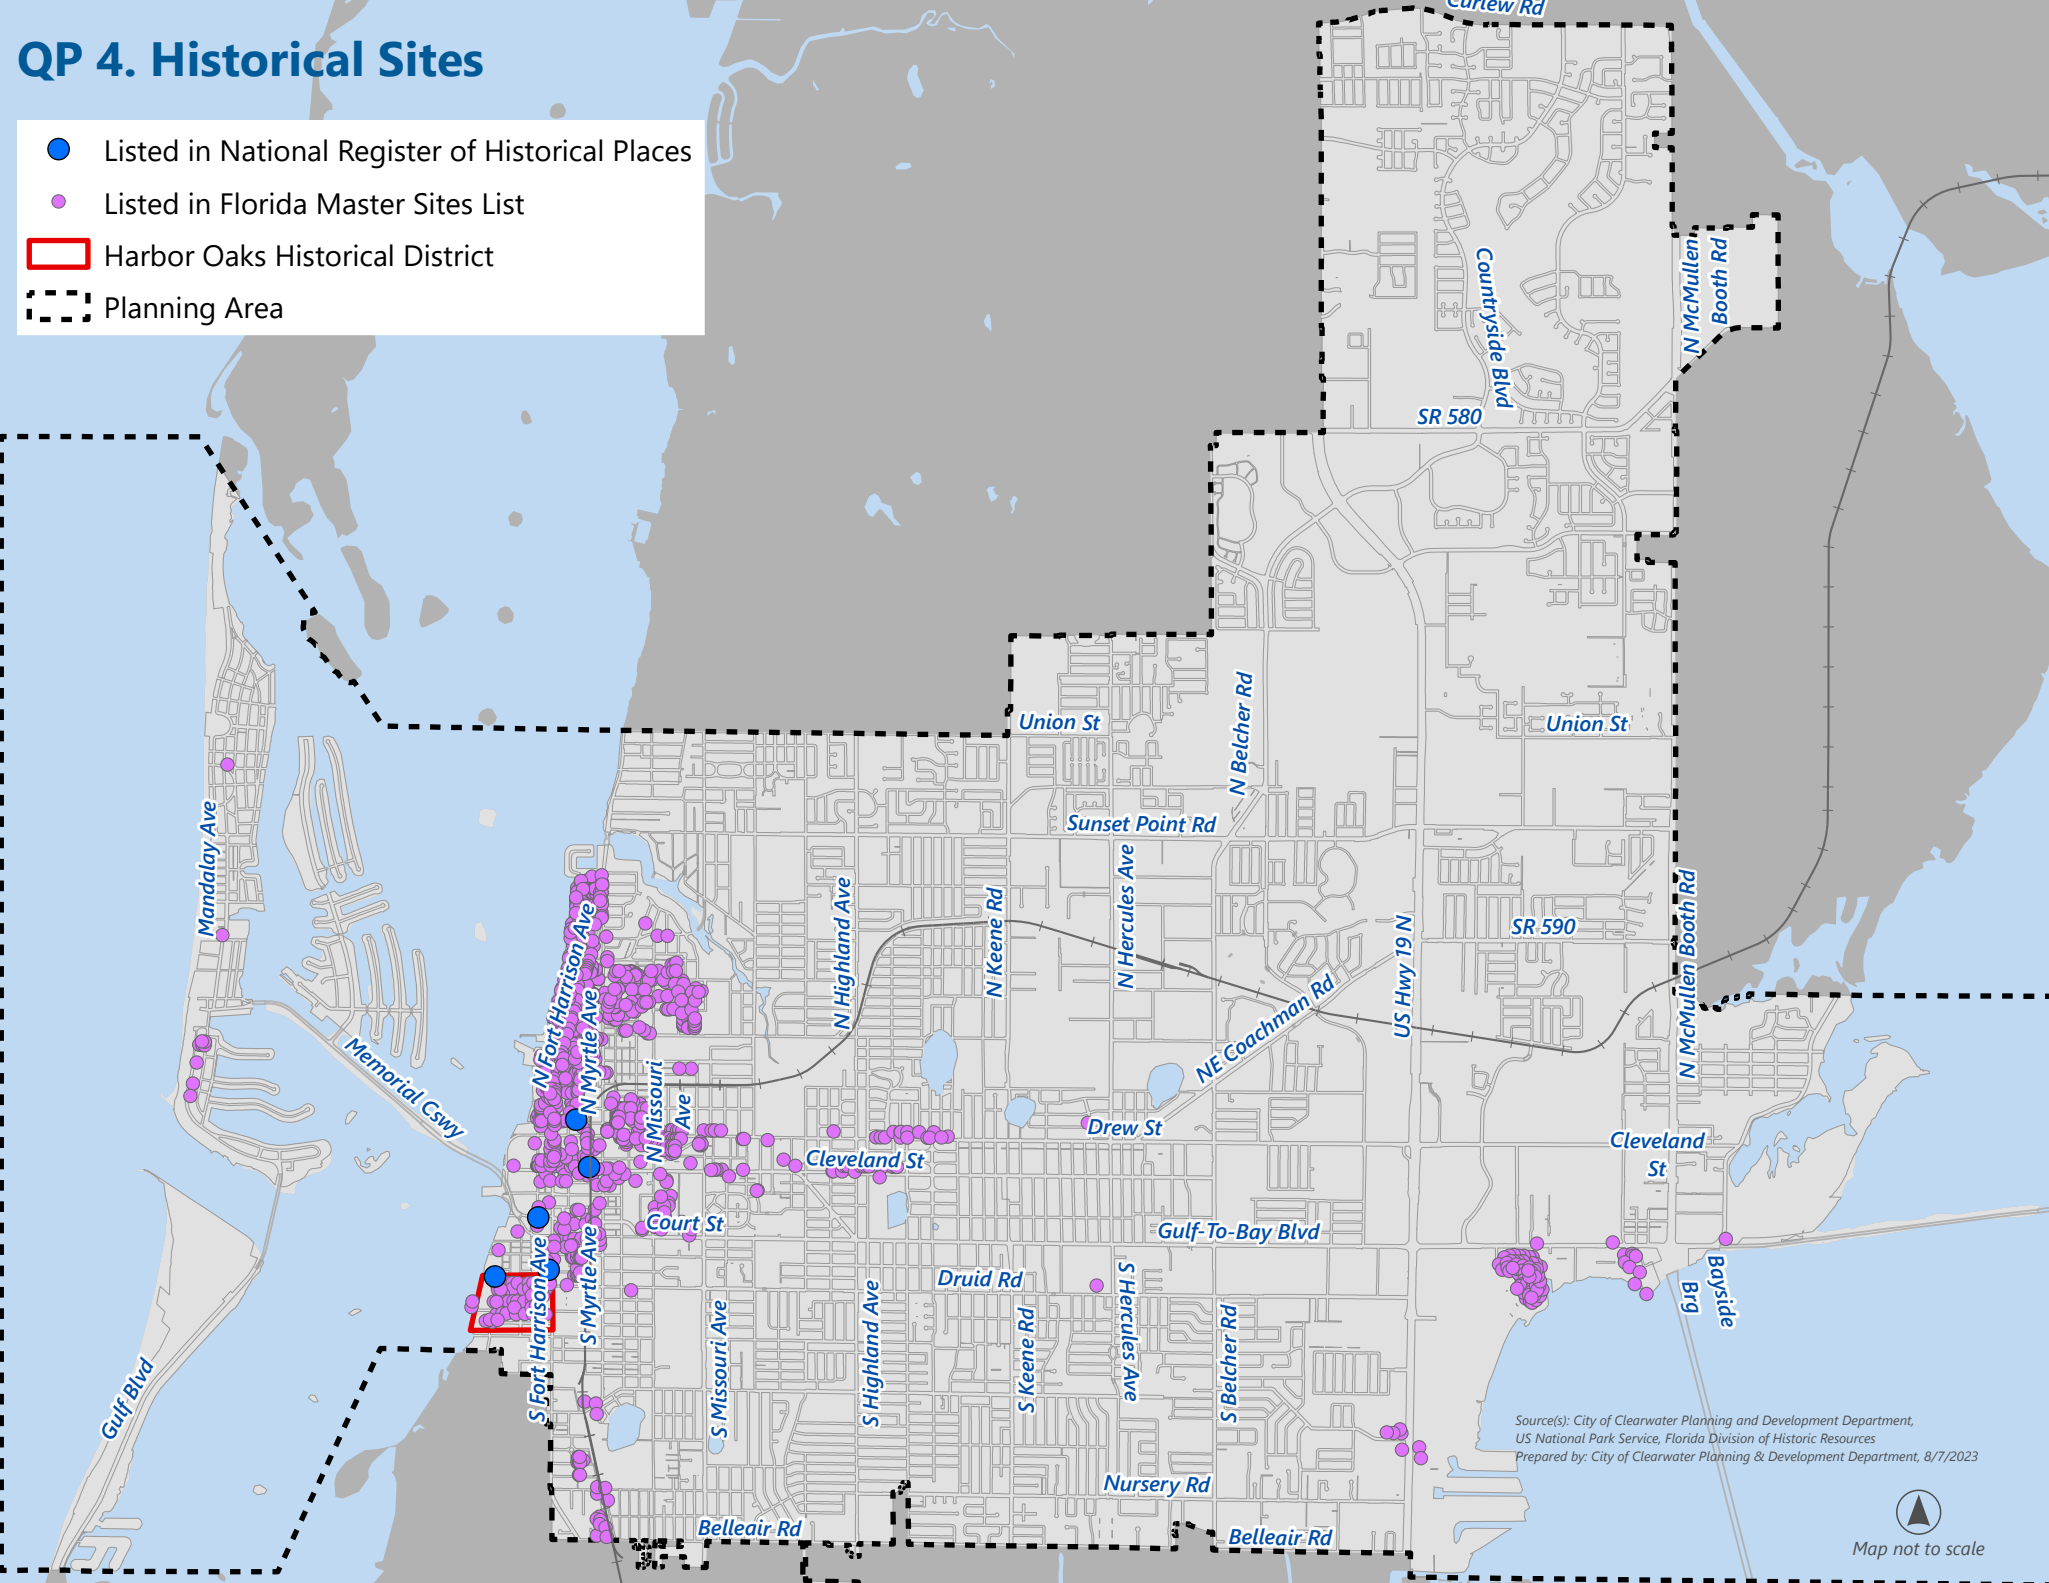 Curlew Rd
QP 4. Historical Sites
Listed in National Register of Historical Places
Listed in Florida Master Sites List
Harbor Oaks Historical District
Planning Area
N McMullen
Booth Rd
Countryside Blvd
SR 580
Union St
Union St
N Belcher Rd
Sunset Point Rd
Mandalay Ave
N Highland Ave
N Keene Rd
N Hercules Ave
SR 590
US Hwy 19 N
N McMullen Booth Rd
N Fort Harrison Ave
N Myrtle Ave
NE Coachman Rd
Memorial Cswy
N Missouri
Ave
Drew St
Cleveland St
Cleveland
St
Court St
Gulf-To-Bay Blvd
Druid Rd
S Fort Harrison Ave
S Myrtle Ave
S Missouri Ave
S Highland Ave
S Keene Rd
S Hercules Ave
S Belcher Rd
Bayside
Brg
Gulf Blvd
Source(s): City of Clearwater Planning and Development Department,
US National Park Service, Florida Division of Historic Resources
Prepared by: City of Clearwater Planning & Development Department, 8/7/2023
Nursery Rd
Belleair Rd
Belleair Rd
Map not to scale